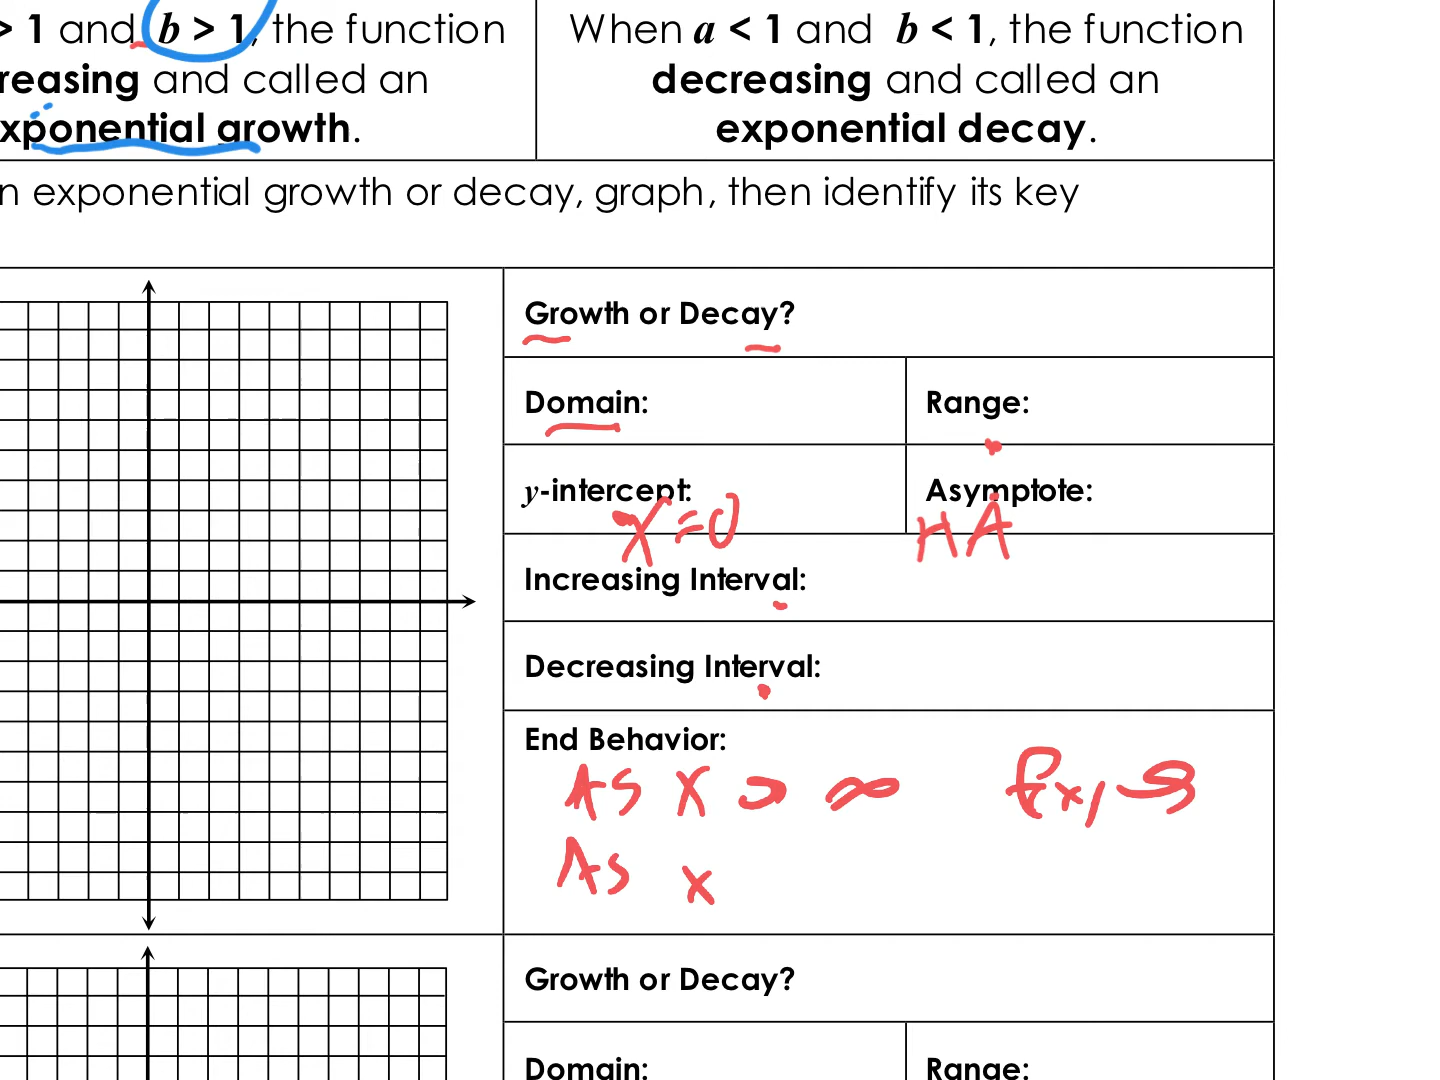 > 1 and b > 1, the function
reasing and called an
xponential growth.
When a < 1 and b < 1, the function
decreasing and called an
exponential decay.
n exponential growth or decay, graph, then identify its key
Growth or Decay?
Domain:
Range:
y-intercept:
x = 0
Asymptote:
HA
Increasing Interval:
Decreasing Interval:
End Behavior:
As x → ∞ f(x) →
As x
Growth or Decay?
Domain:
Range: